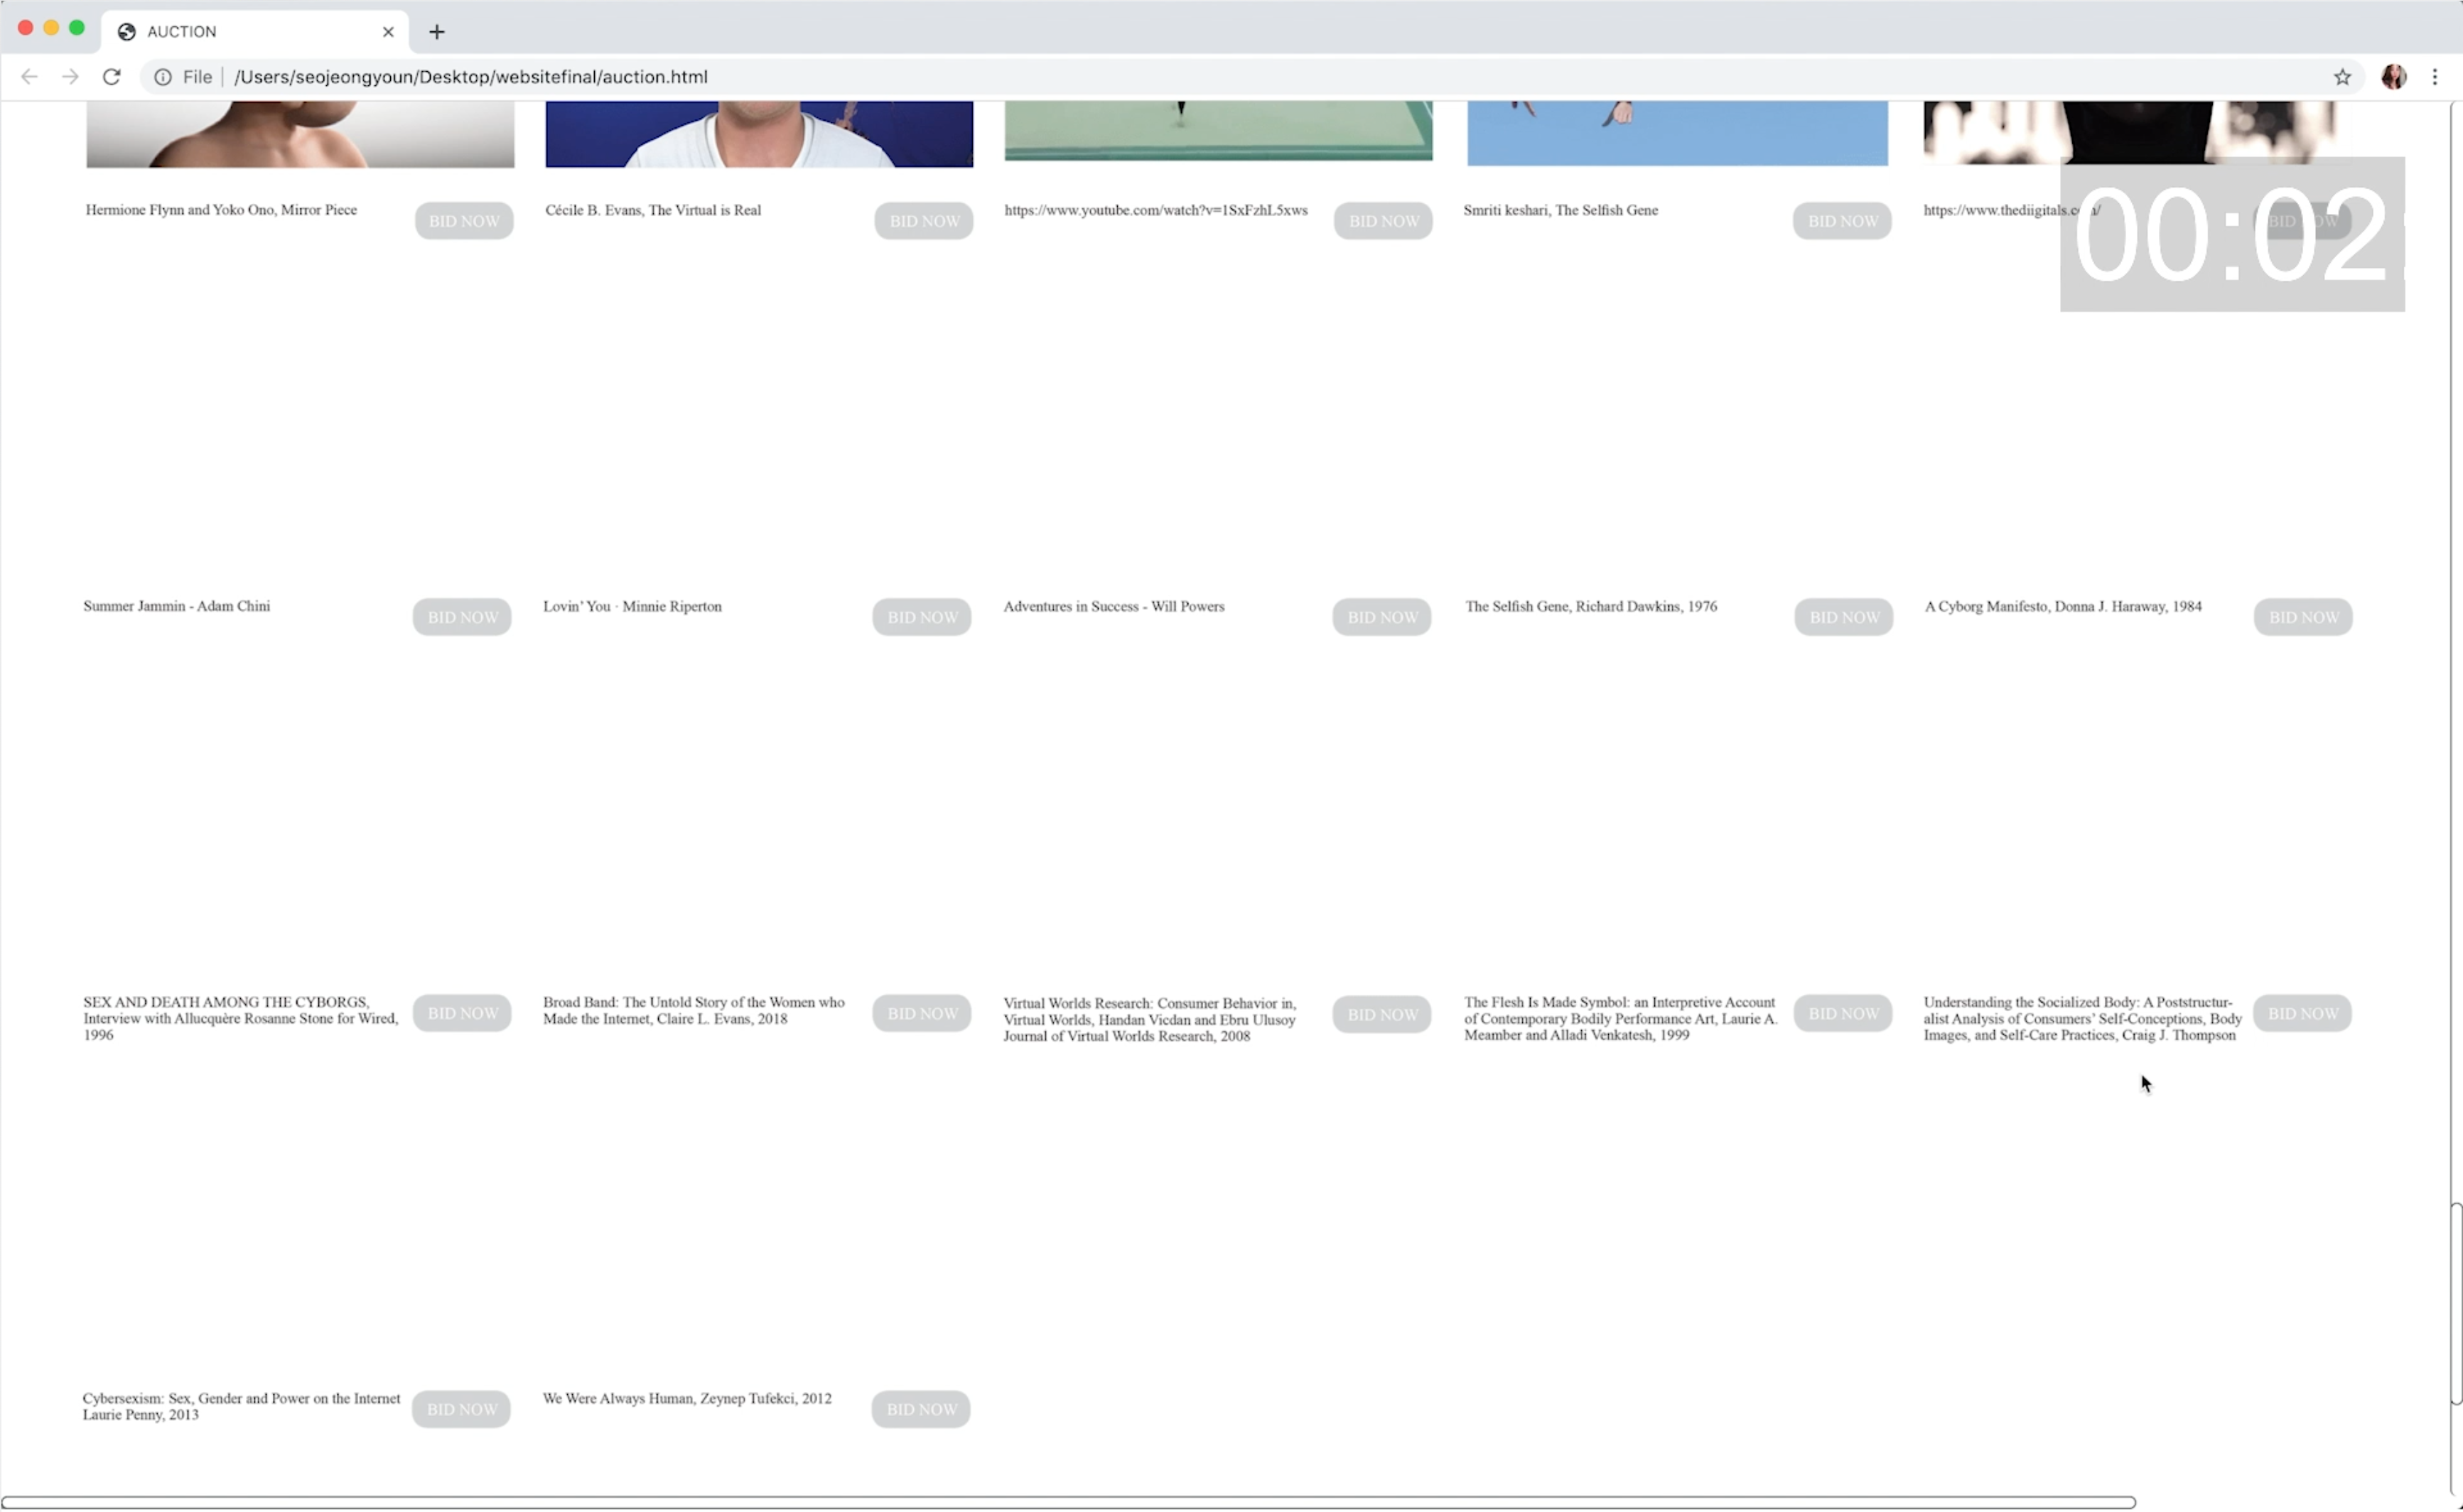 AUCTION
File /Users/seojeongyoun/Desktop/websitefinal/auction.html
Hermione Flynn and Yoko Ono, Mirror Piece
BID NOW
Cécile B. Evans, The Virtual is Real
BID NOW
https://www.youtube.com/watch?v=1SxFzhL5xws
BID NOW
Smriti keshari, The Selfish Gene
BID NOW
https://www.thediigitals.com/
BID NOW
00:02
Summer Jammin - Adam Chini
BID NOW
Lovin’ You · Minnie Riperton
BID NOW
Adventures in Success - Will Powers
BID NOW
The Selfish Gene, Richard Dawkins, 1976
BID NOW
A Cyborg Manifesto, Donna J. Haraway, 1984
BID NOW
SEX AND DEATH AMONG THE CYBORGS,
Interview with Allucquère Rosanne Stone for Wired,
1996
BID NOW
Broad Band: The Untold Story of the Women who
Made the Internet, Claire L. Evans, 2018
BID NOW
Virtual Worlds Research: Consumer Behavior in,
Virtual Worlds, Handan Vicdan and Ebru Ulusoy
Journal of Virtual Worlds Research, 2008
BID NOW
The Flesh Is Made Symbol: an Interpretive Account
of Contemporary Bodily Performance Art, Laurie A.
Meamber and Alladi Venkatesh, 1999
BID NOW
Understanding the Socialized Body: A Poststructur-
alist Analysis of Consumers’ Self-Conceptions, Body
Images, and Self-Care Practices, Craig J. Thompson
BID NOW
Cybersexism: Sex, Gender and Power on the Internet
Laurie Penny, 2013
BID NOW
We Were Always Human, Zeynep Tufekci, 2012
BID NOW